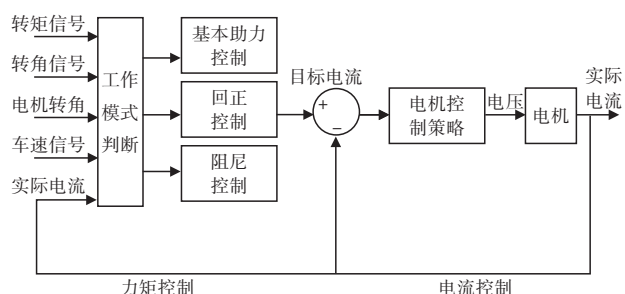 转矩信号
转角信号
电机转角
车速信号
实际电流
工作
模式
判断
基本助力
控制
回正
控制
阻尼
控制
目标电流
+
−
电机控
制策略
电压
电机
实际
电流
力矩控制
电流控制